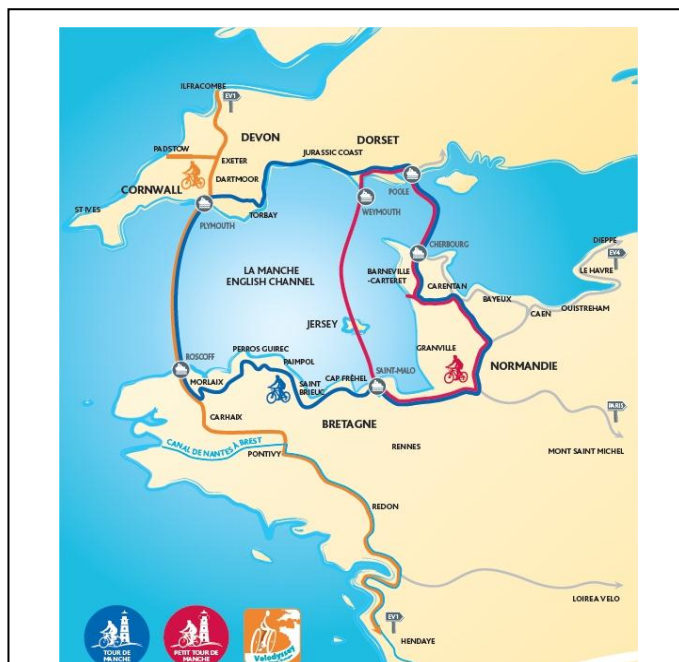 ILFRACOMBE
EV1
DEVON
DORSET
PADSTOW
JURASSIC COAST
EXETER
DARTMOOR
CORNWALL
POOLE
ST IVES
TORBAY
WEYMOUTH
PLYMOUTH
CHERBOURG
DIEPPE
LA MANCHE
ENGLISH CHANNEL
BARNEVILLE
-CARTERET
CARENTAN
EV4
LE HAVRE
BAYEUX
OUISTREHAM
CAEN
JERSEY
PERROS GUIREC
GRANVILLE
ROSCOFF
PAIMPOL
SAINT-MALO
NORMANDIE
MORLAIX
SAINT
BRIEUC
CAP FRÉHEL
PARIS
CARHAIX
BRETAGNE
CANAL DE NANTES À BREST
RENNES
PONTIVY
MONT SAINT MICHEL
REDON
LOIREA VELO
EV1
HENDAYE
TOUR DE
MANCHE
PETIT TOUR DE
MANCHE
Velodyssey